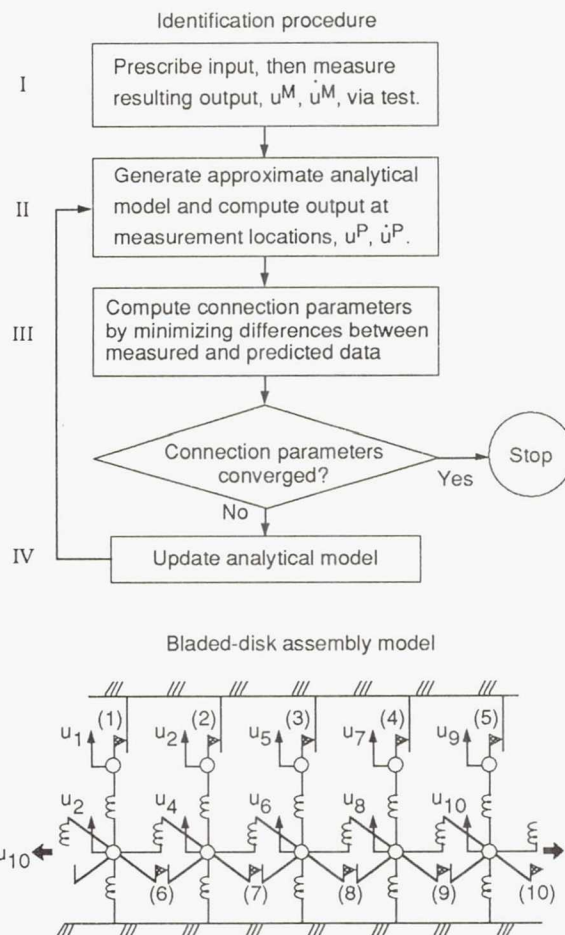 Identification procedure
I
Prescribe input, then measure
resulting output, u^M, u̇^M, via test.
II
Generate approximate analytical
model and compute output at
measurement locations, u^P, u̇^P.
III
Compute connection parameters
by minimizing differences between
measured and predicted data
Connection parameters
converged?
Yes
Stop
No
IV
Update analytical model
Bladed-disk assembly model
(1) (2) (3) (4) (5)
u1 u2 u5 u7 u9
u2 u4 u6 u8 u10
u10
(6) (7) (8) (9) (10)